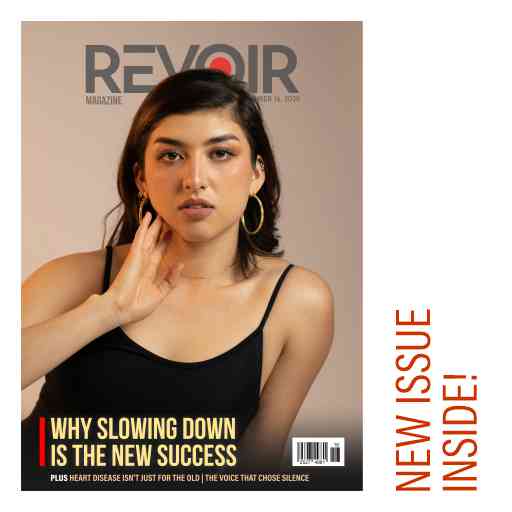 REVOIR
MAGAZINE
WHY SLOWING DOWN
IS THE NEW SUCCESS
PLUS HEART DISEASE ISN'T JUST FOR THE OLD | THE VOICE THAT CHOSE SILENCE
NEW ISSUE
INSIDE!